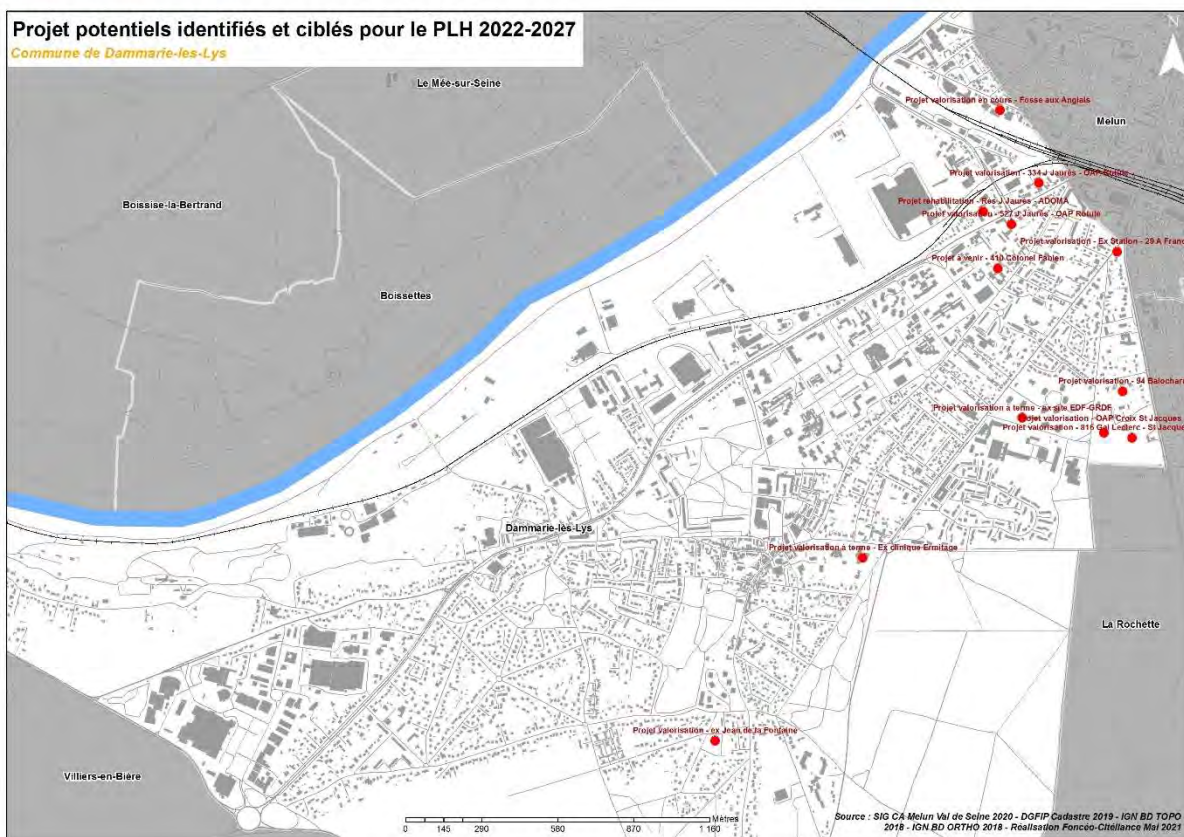 Projet potentiels identifiés et ciblés pour le PLH 2022-2027
Commune de Dammarie-les-Lys
N
Le Mée-sur-Seine
Projet valorisation en cours - Fosse aux Anglais
Melun
Projet valorisation - 334 J Jaurès - OAP
Boissise-la-Bertrand
Projet réhabilitation - Rés J Jaurès - ADOMA
Projet valorisation - 527 J Jaurès - OAP Rotule
Projet valorisation - Ex Station - 29 A Franc
Projet à venir - 410 Colonel Fabien
Boissettes
Projet valorisation - 94 Balochar
Projet valorisation à terme - ex site EDF-GRDF
Projet valorisation - OAP Croix St Jacques
Projet valorisation - 816 Gal Leclerc - St Jacque
Dammarie-lès-Lys
Projet valorisation à terme - Ex clinique Ermitage
La Rochette
Projet valorisation - ex Jean de la Fontaine
Villiers-en-Bière
Mètres
0 145 290 580 870 1 160
Source : SIG CA Melun Val de Seine 2020 - DGFIP Cadastre 2019 - IGN BD TOPO
2018 - IGN BD ORTHO 2018 - Réalisation Foncéo-Citéliance Mai 2021